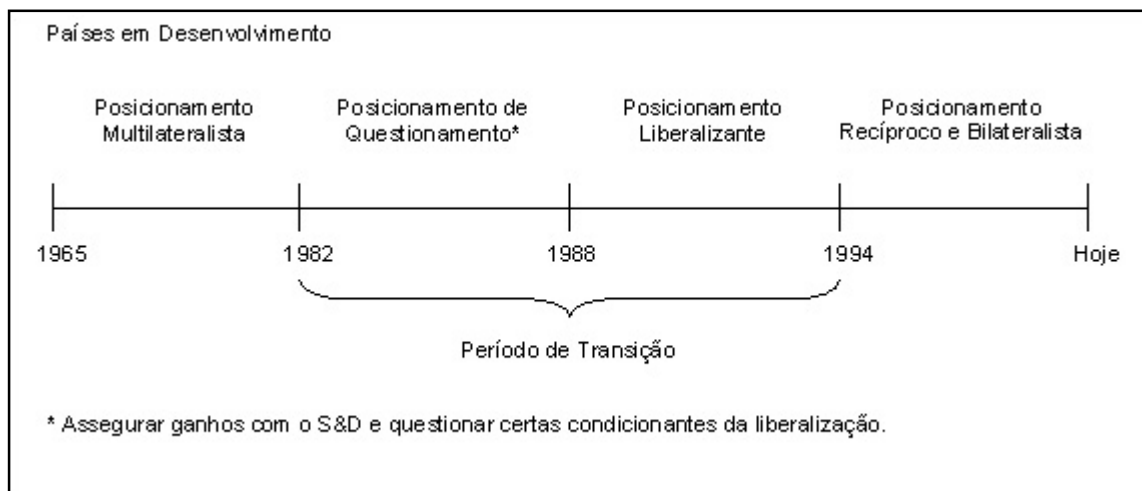 Países em Desenvolvimento
Posicionamento
Multilateralista
Posicionamento de
Questionamento*
Posicionamento
Liberalizante
Posicionamento
Recíproco e Bilateralista
1965
1982
1988
1994
Hoje
Período de Transição
* Assegurar ganhos com o S&D e questionar certas condicionantes da liberalização.